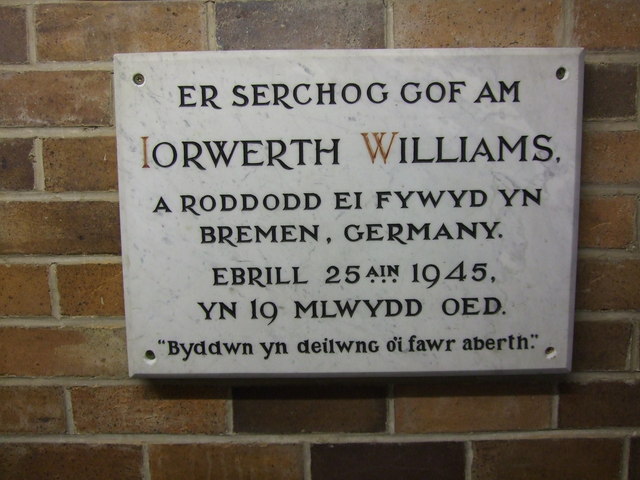 ER SERCHOG GOF AM
IORWERTH WILLIAMS,
A RODDODD EI FYWYD YN
BREMEN, GERMANY.
EBRILL 25AIN 1945,
YN 19 MLWYDD OED.
"Byddwn yn deilwng o'i fawr aberth."